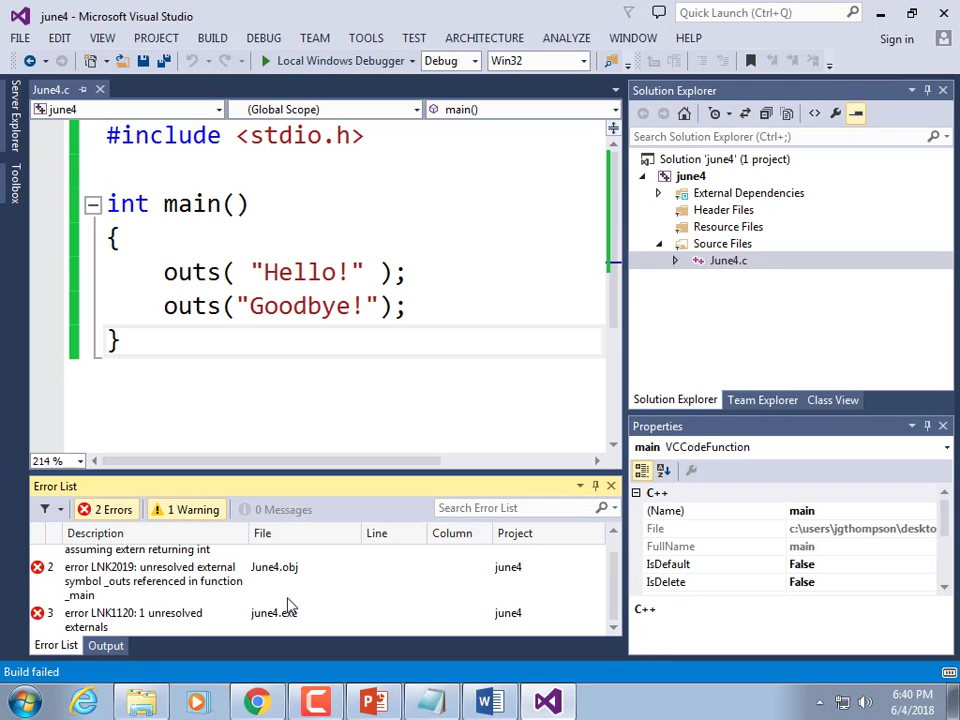 june4 - Microsoft Visual Studio
Quick Launch (Ctrl+Q)
FILE EDIT VIEW PROJECT BUILD DEBUG TEAM TOOLS TEST ARCHITECTURE ANALYZE WINDOW HELP Sign in
Local Windows Debugger Debug Win32
Server Explorer
Toolbox
June4.c
june4 (Global Scope) main()
#include <stdio.h>
int main()
{
outs( "Hello!" );
outs("Goodbye!");
}
214 %
Solution Explorer
Search Solution Explorer (Ctrl+;)
Solution 'june4' (1 project)
june4
External Dependencies
Header Files
Resource Files
Source Files
June4.c
Solution Explorer Team Explorer Class View
Properties
main VCCodeFunction
C++
(Name) main
File c:\users\jgthompson\deskto
FullName main
IsDefault False
IsDelete False
C++
Error List
2 Errors 1 Warning 0 Messages Search Error List
Description File Line Column Project
assuming extern returning int
2 error LNK2019: unresolved external June4.obj june4
symbol _outs referenced in function
_main
3 error LNK1120: 1 unresolved june4.exe june4
externals
Error List Output
Build failed
6:40 PM
6/4/2018